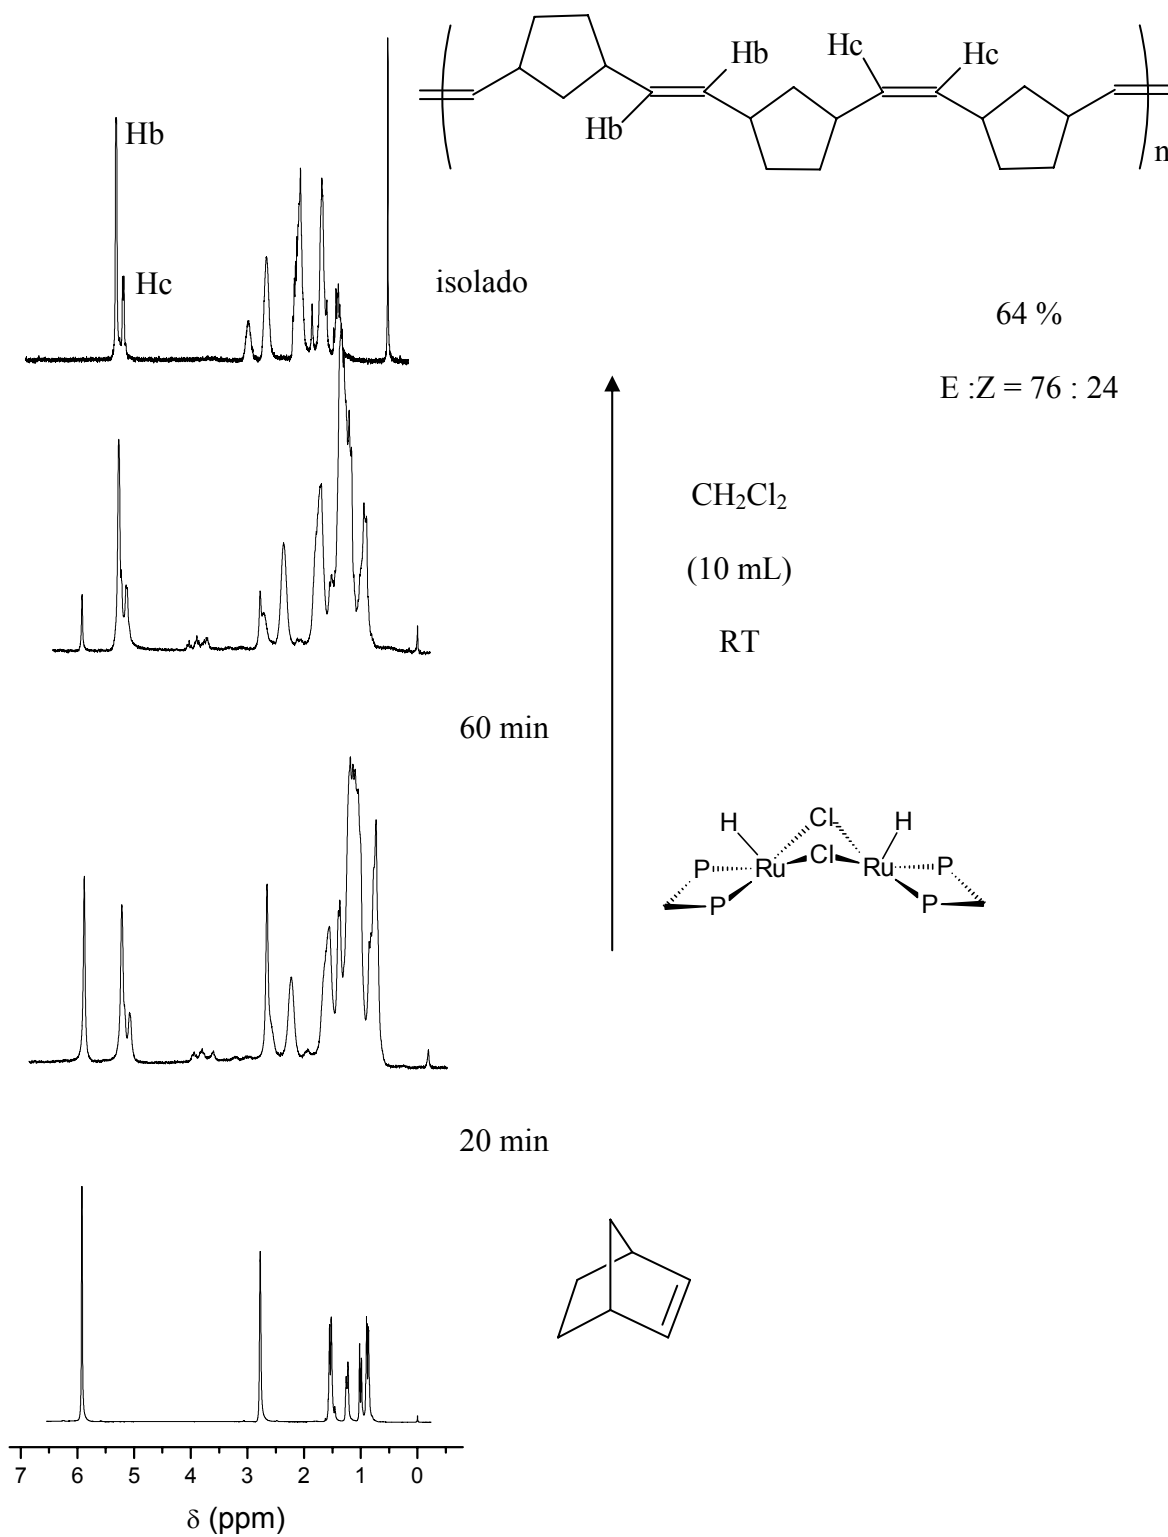 Hb
Hc
Hc
Hb
n
Hb
Hc
isolado
64 %
E :Z = 76 : 24
CH₂Cl₂
(10 mL)
RT
60 min
H
Cl
H
P
Ru
Cl
Ru
P
P
P
20 min
7 6 5 4 3 2 1 0
δ (ppm)